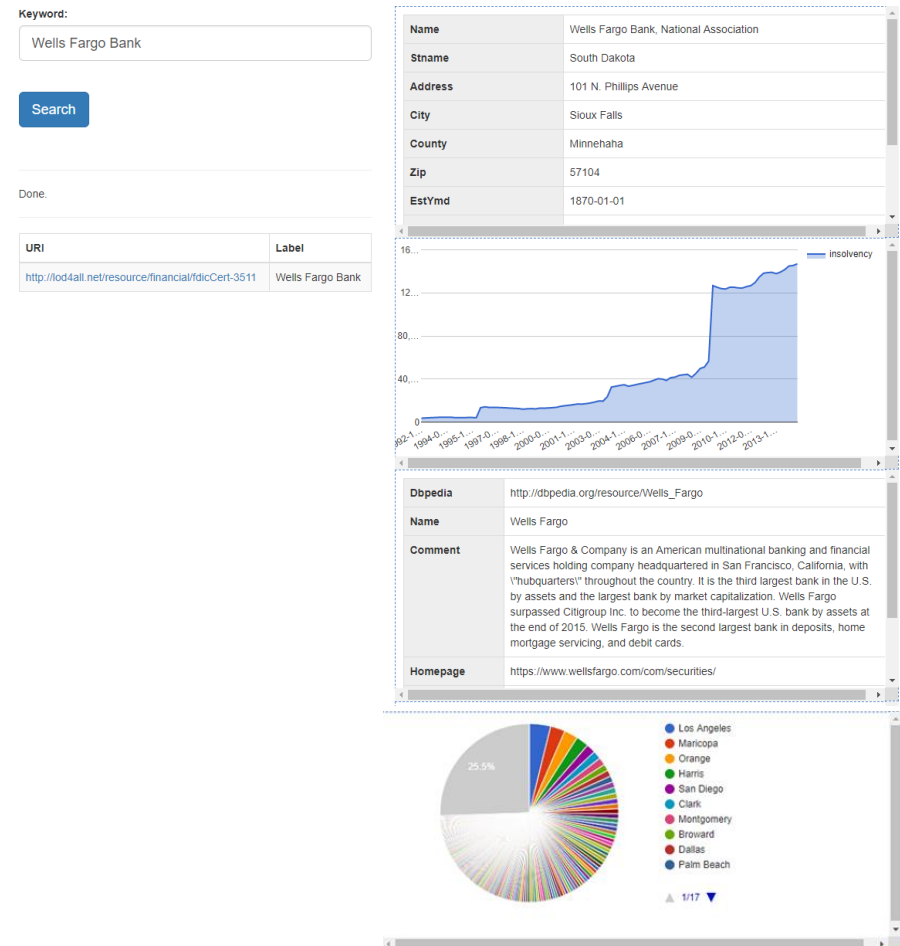 Keyword:
Wells Fargo Bank
Search
Done.
URI Label
http://lod4all.net/resource/financial/fdicCert-3511 Wells Fargo Bank
Name Wells Fargo Bank, National Association
Stname South Dakota
Address 101 N. Phillips Avenue
City Sioux Falls
County Minnehaha
Zip 57104
EstYmd 1870-01-01
16...
12...
80,...
40,...
0
insolvency
92-1... 1994-0... 1995-1... 1997-0... 1998-1... 2000-0... 2001-1... 2003-0... 2004-1... 2006-0... 2007-1... 2009-0... 2010-1... 2012-0... 2013-1...
Dbpedia http://dbpedia.org/resource/Wells_Fargo
Name Wells Fargo
Comment Wells Fargo & Company is an American multinational banking and financial
services holding company headquartered in San Francisco, California, with
\"hubquarters\" throughout the country. It is the third largest bank in the U.S.
by assets and the largest bank by market capitalization. Wells Fargo
surpassed Citigroup Inc. to become the third-largest U.S. bank by assets at
the end of 2015. Wells Fargo is the second largest bank in deposits, home
mortgage servicing, and debit cards.
Homepage https://www.wellsfargo.com/com/securities/
25.5%
Los Angeles
Maricopa
Orange
Harris
San Diego
Clark
Montgomery
Broward
Dallas
Palm Beach
1/17